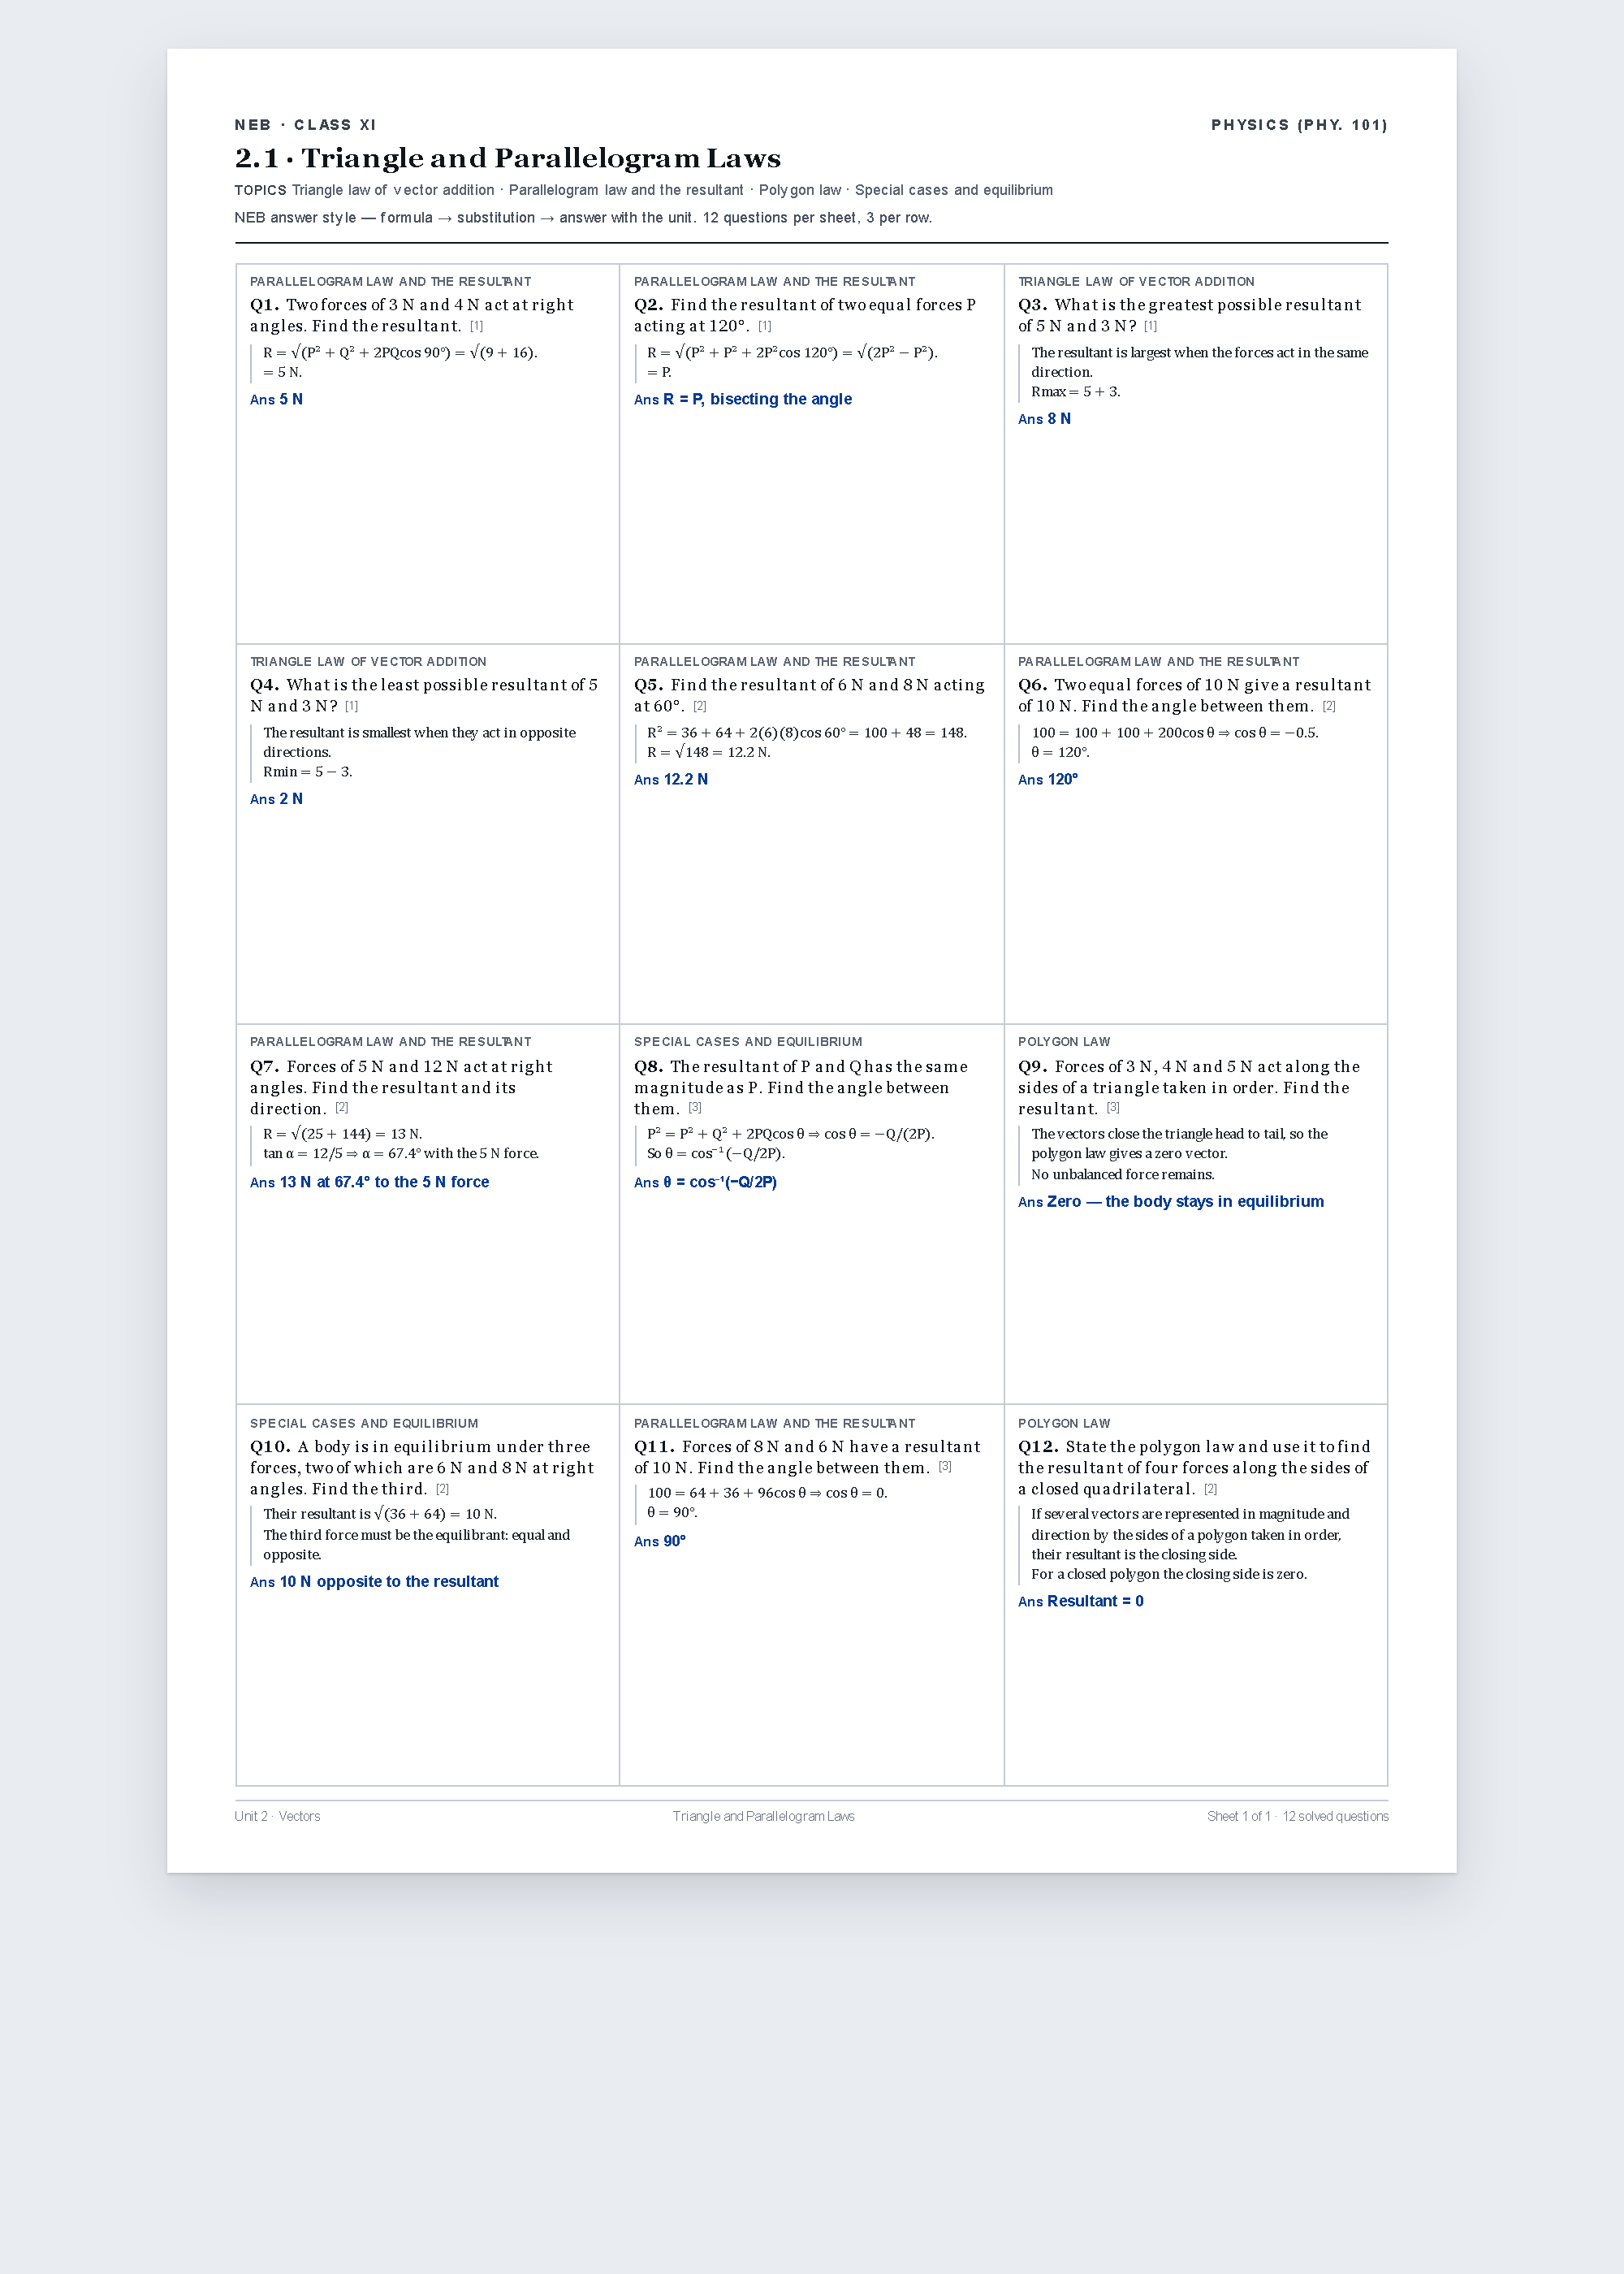 NEB · CLASS XI
PHYSICS (PHY. 101)
2.1 · Triangle and Parallelogram Laws
TOPICS Triangle law of vector addition · Parallelogram law and the resultant · Polygon law · Special cases and equilibrium
NEB answer style — formula → substitution → answer with the unit. 12 questions per sheet, 3 per row.
PARALLELOGRAM LAW AND THE RESULTANT
Q1. Two forces of 3 N and 4 N act at right
angles. Find the resultant. [1]
R = √(P² + Q² + 2PQcos 90°) = √(9 + 16).
= 5 N.
Ans 5 N
PARALLELOGRAM LAW AND THE RESULTANT
Q2. Find the resultant of two equal forces P
acting at 120°. [1]
R = √(P² + P² + 2P²cos 120°) = √(2P² − P²).
= P.
Ans R = P, bisecting the angle
TRIANGLE LAW OF VECTOR ADDITION
Q3. What is the greatest possible resultant
of 5 N and 3 N? [1]
The resultant is largest when the forces act in the same
direction.
Rmax = 5 + 3.
Ans 8 N
TRIANGLE LAW OF VECTOR ADDITION
Q4. What is the least possible resultant of 5
N and 3 N? [1]
The resultant is smallest when they act in opposite
directions.
Rmin = 5 − 3.
Ans 2 N
PARALLELOGRAM LAW AND THE RESULTANT
Q5. Find the resultant of 6 N and 8 N acting
at 60°. [2]
R² = 36 + 64 + 2(6)(8)cos 60° = 100 + 48 = 148.
R = √148 = 12.2 N.
Ans 12.2 N
PARALLELOGRAM LAW AND THE RESULTANT
Q6. Two equal forces of 10 N give a resultant
of 10 N. Find the angle between them. [2]
100 = 100 + 100 + 200cos θ ⇒ cos θ = −0.5.
θ = 120°.
Ans 120°
PARALLELOGRAM LAW AND THE RESULTANT
Q7. Forces of 5 N and 12 N act at right
angles. Find the resultant and its
direction. [2]
R = √(25 + 144) = 13 N.
tan α = 12/5 ⇒ α = 67.4° with the 5 N force.
Ans 13 N at 67.4° to the 5 N force
SPECIAL CASES AND EQUILIBRIUM
Q8. The resultant of P and Q has the same
magnitude as P. Find the angle between
them. [3]
P² = P² + Q² + 2PQcos θ ⇒ cos θ = −Q/(2P).
So θ = cos⁻¹(−Q/2P).
Ans θ = cos⁻¹(−Q/2P)
POLYGON LAW
Q9. Forces of 3 N, 4 N and 5 N act along the
sides of a triangle taken in order. Find the
resultant. [3]
The vectors close the triangle head to tail, so the
polygon law gives a zero vector.
No unbalanced force remains.
Ans Zero — the body stays in equilibrium
SPECIAL CASES AND EQUILIBRIUM
Q10. A body is in equilibrium under three
forces, two of which are 6 N and 8 N at right
angles. Find the third. [2]
Their resultant is √(36 + 64) = 10 N.
The third force must be the equilibrant: equal and
opposite.
Ans 10 N opposite to the resultant
PARALLELOGRAM LAW AND THE RESULTANT
Q11. Forces of 8 N and 6 N have a resultant
of 10 N. Find the angle between them. [3]
100 = 64 + 36 + 96cos θ ⇒ cos θ = 0.
θ = 90°.
Ans 90°
POLYGON LAW
Q12. State the polygon law and use it to find
the resultant of four forces along the sides of
a closed quadrilateral. [2]
If several vectors are represented in magnitude and
direction by the sides of a polygon taken in order,
their resultant is the closing side.
For a closed polygon the closing side is zero.
Ans Resultant = 0
Unit 2 · Vectors
Triangle and Parallelogram Laws
Sheet 1 of 1 · 12 solved questions